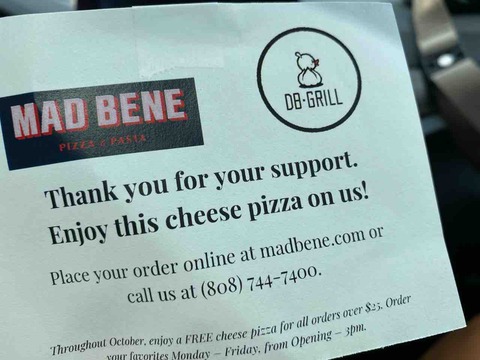 MAD BENE
PIZZA & PASTA
DB·GRILL
Thank you for your support.
Enjoy this cheese pizza on us!
Place your order online at madbene.com or
call us at (808) 744-7400.
Throughout October, enjoy a FREE cheese pizza for all orders over $25. Order
your favorites Monday – Friday, from Opening – 3pm.